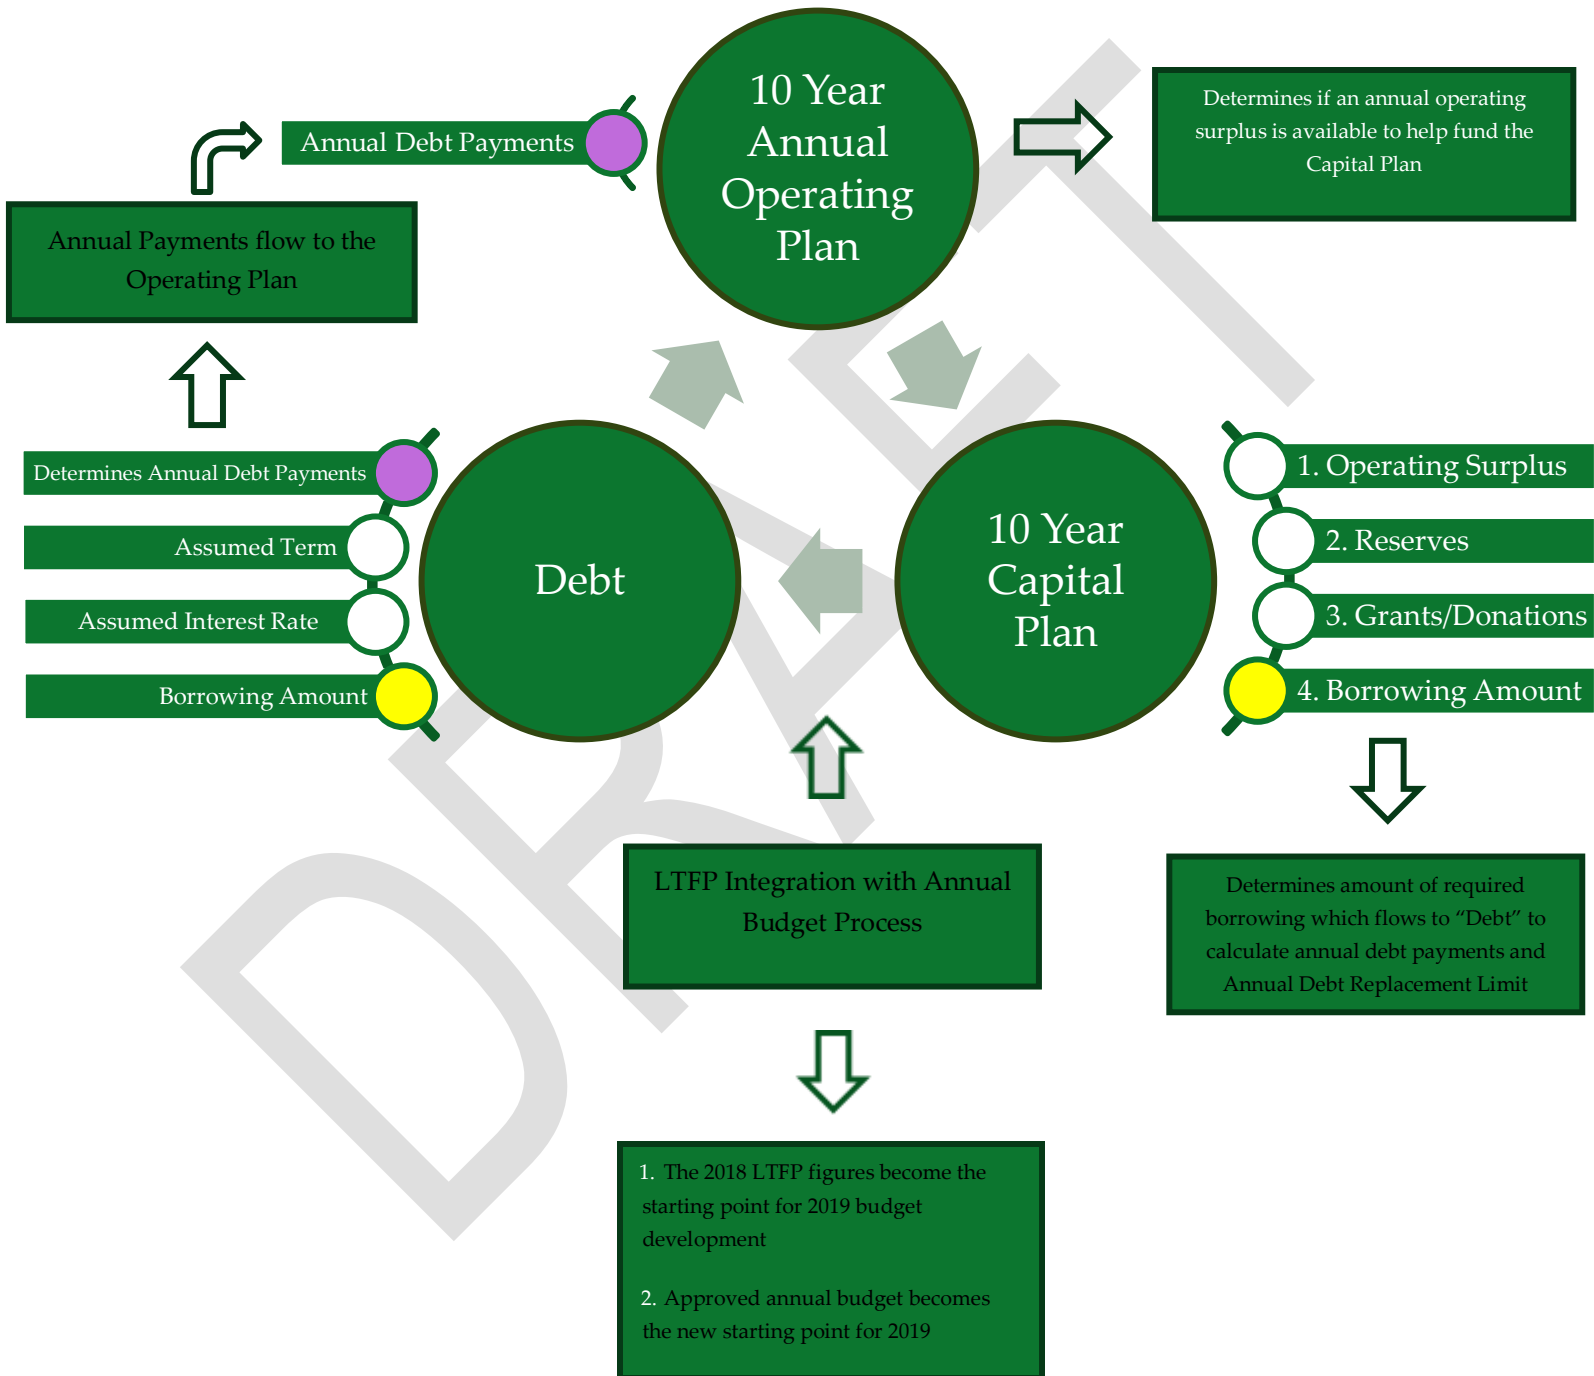 10 Year
Annual
Operating
Plan
Determines if an annual operating
surplus is available to help fund the
Capital Plan
Annual Debt Payments
Annual Payments flow to the
Operating Plan
Determines Annual Debt Payments
Assumed Term
Assumed Interest Rate
Borrowing Amount
Debt
10 Year
Capital
Plan
1. Operating Surplus
2. Reserves
3. Grants/Donations
4. Borrowing Amount
LTFP Integration with Annual
Budget Process
Determines amount of required
borrowing which flows to “Debt” to
calculate annual debt payments and
Annual Debt Replacement Limit
1. The 2018 LTFP figures become the
starting point for 2019 budget
development
2. Approved annual budget becomes
the new starting point for 2019
DRAFT